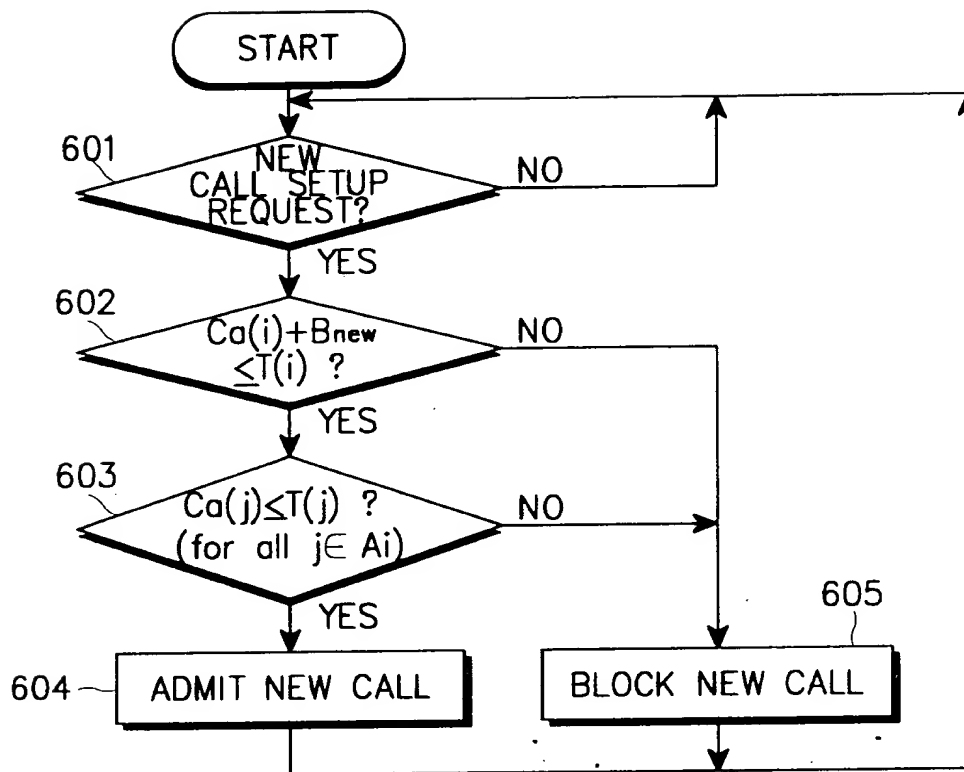 START
601
NEW
CALL SETUP
REQUEST?
NO
YES
602
Ca(i)+Bnew
≤T(i) ?
NO
YES
603
Ca(j)≤T(j) ?
(for all j∈ Ai)
NO
YES
605
604
ADMIT NEW CALL
BLOCK NEW CALL